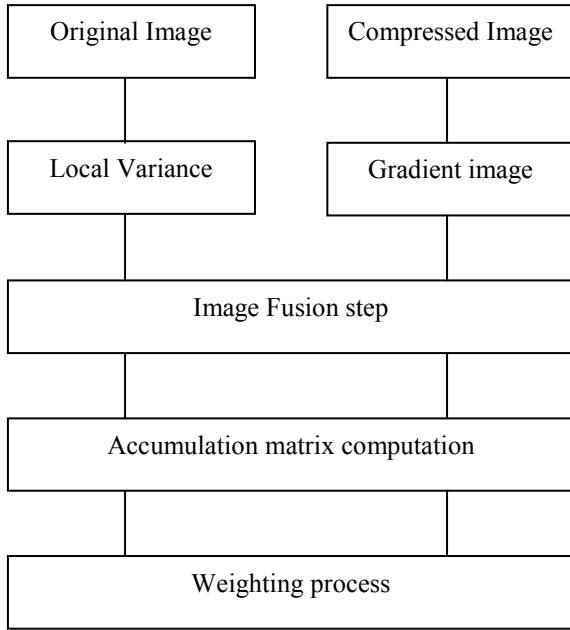 Original Image
Compressed Image
Local Variance
Gradient image
Image Fusion step
Accumulation matrix computation
Weighting process